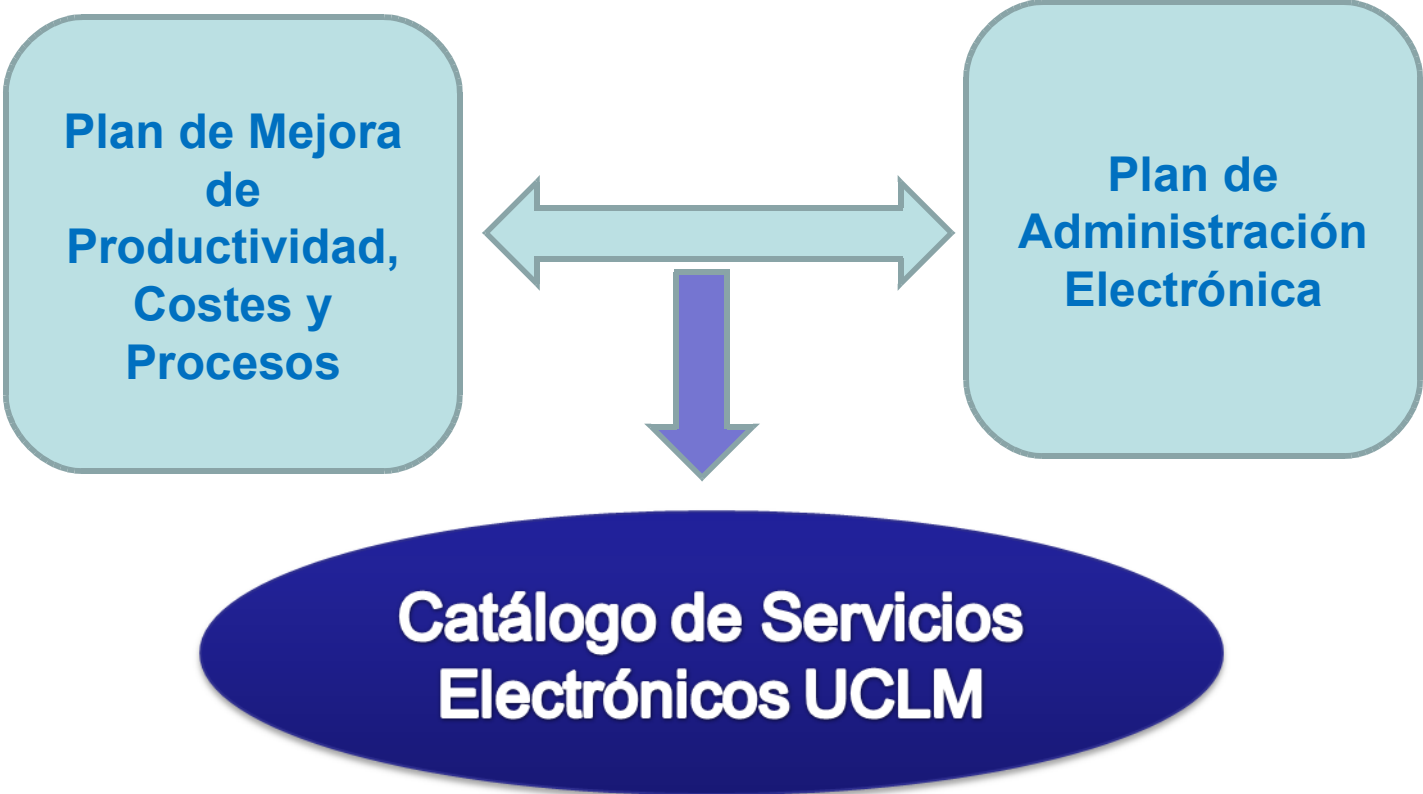 Plan de Mejora
de
Productividad,
Costes y
Procesos
Plan de
Administración
Electrónica
Catálogo de Servicios
Electrónicos UCLM